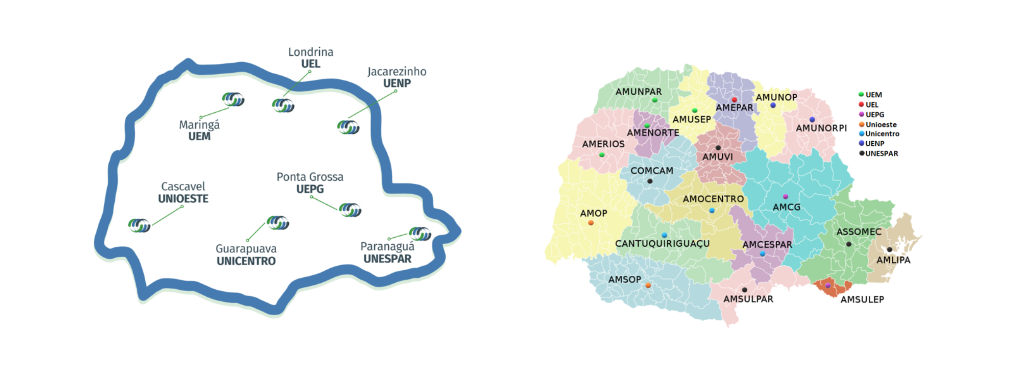 Londrina
UEL
Jacarezinho
UENP
Maringá
UEM
Cascavel
UNIOESTE
Ponta Grossa
UEPG
Guarapuava
UNICENTRO
Paranaguá
UNESPAR
AMUNPAR
AMUSEP
AMEPAR
AMUNOP
AMUNORPI
AMENORTE
AMERIOS
AMUVI
COMCAM
AMOCENTRO
AMCG
AMOP
CANTUQUIRIGUAÇU
AMCESPAR
ASSOMEC
AMLIPA
AMSOP
AMSULPAR
AMSULEP
UEM
UEL
UEPG
Unioeste
Unicentro
UENP
UNESPAR